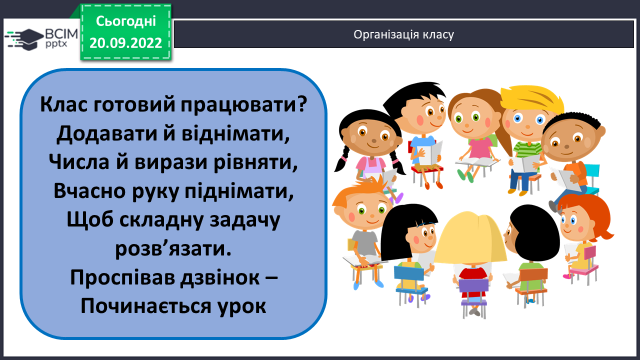 Сьогодні
20.09.2022
ВСІМ
pptx
Організація класу
Клас готовий працювати?
Додавати й віднімати,
Числа й вирази рівняти,
Вчасно руку піднімати,
Щоб складну задачу
розв’язати.
Проспівав дзвінок –
Починається урок